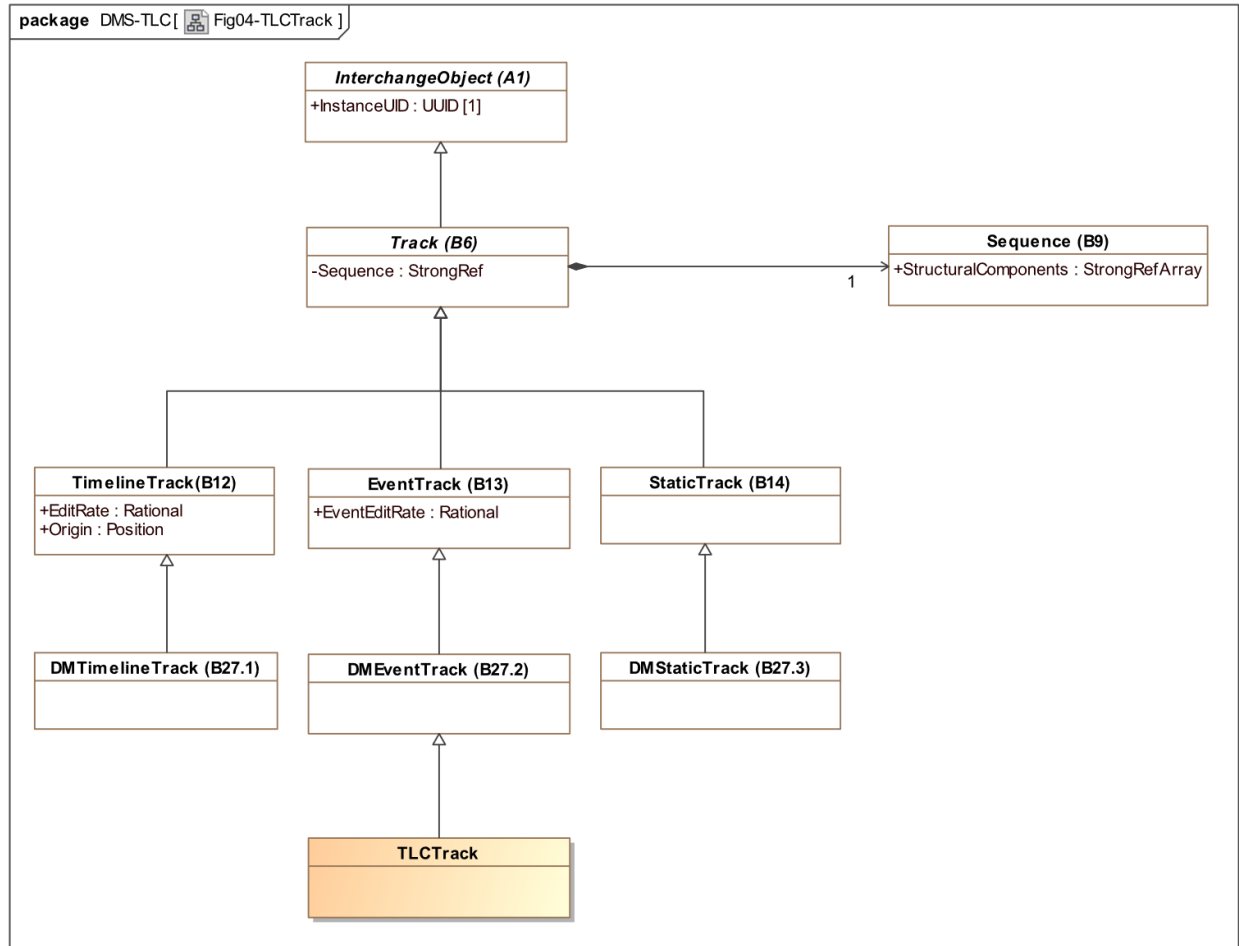 package DMS-TLC[ Fig04-TLCTrack ]
InterchangeObject (A1)
+InstanceUID : UUID [1]
Track (B6)
-Sequence : StrongRef
Sequence (B9)
+StructuralComponents : StrongRefArray
1
TimelineTrack(B12)
+EditRate : Rational
+Origin : Position
EventTrack (B13)
+EventEditRate : Rational
StaticTrack (B14)
DMTimelineTrack (B27.1)
DMEventTrack (B27.2)
DMStaticTrack (B27.3)
TLCTrack